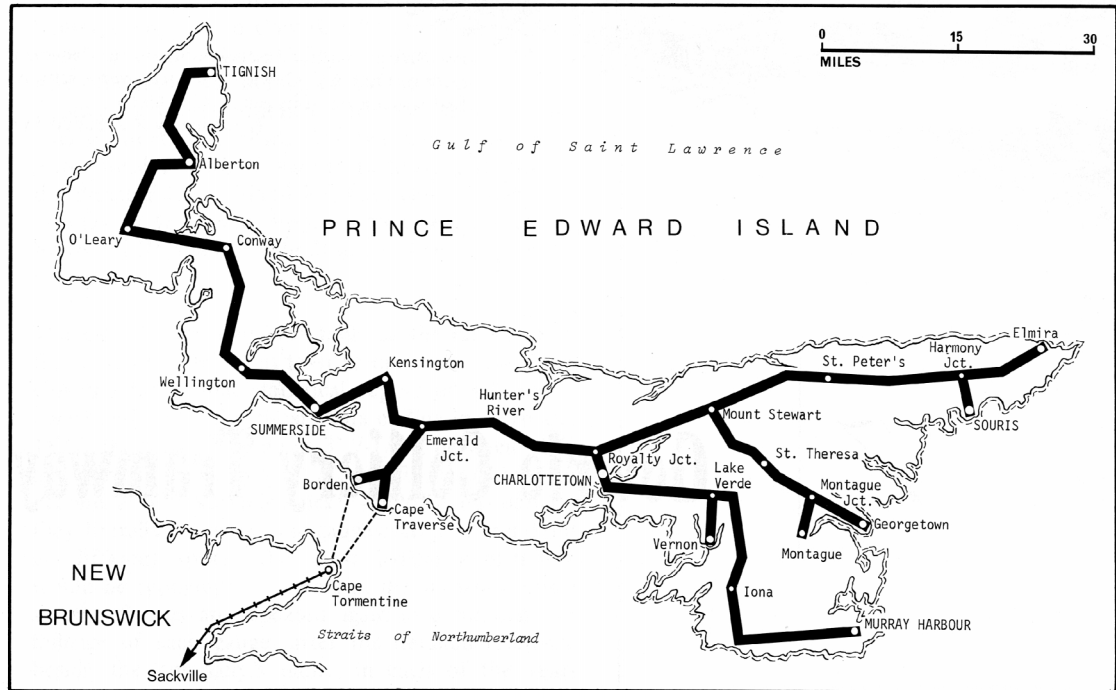 0 15 30
MILES
TIGNISH
Gulf of Saint Lawrence
Alberton
PRINCE EDWARD ISLAND
O'Leary
Conway
Elmira
Kensington
St. Peter's
Harmony
Jct.
Wellington
Hunter's
River
Mount Stewart
SUMMERSIDE
SOURIS
Emerald
Jct.
Royalty Jct.
St. Theresa
CHARLOTTETOWN
Lake
Verde
Montague
Jct.
Borden
Cape
Traverse
Georgetown
Vernon
Montague
NEW
BRUNSWICK
Cape
Tormentine
Iona
MURRAY HARBOUR
Straits of Northumberland
Sackville